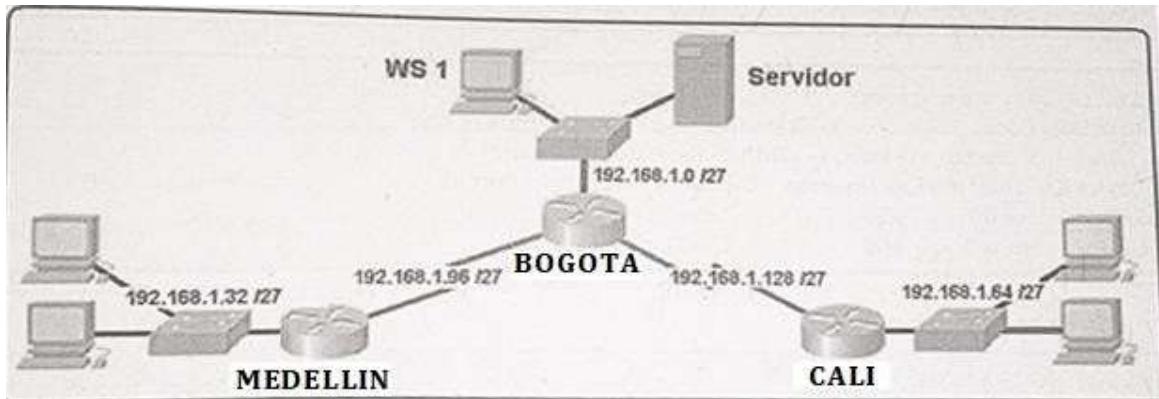 WS 1
Servidor
192.168.1.0 /27
BOGOTA
192.168.1.96 /27
192.168.1.128 /27
192.168.1.32 /27
192.168.1.64 /27
MEDELLIN
CALI